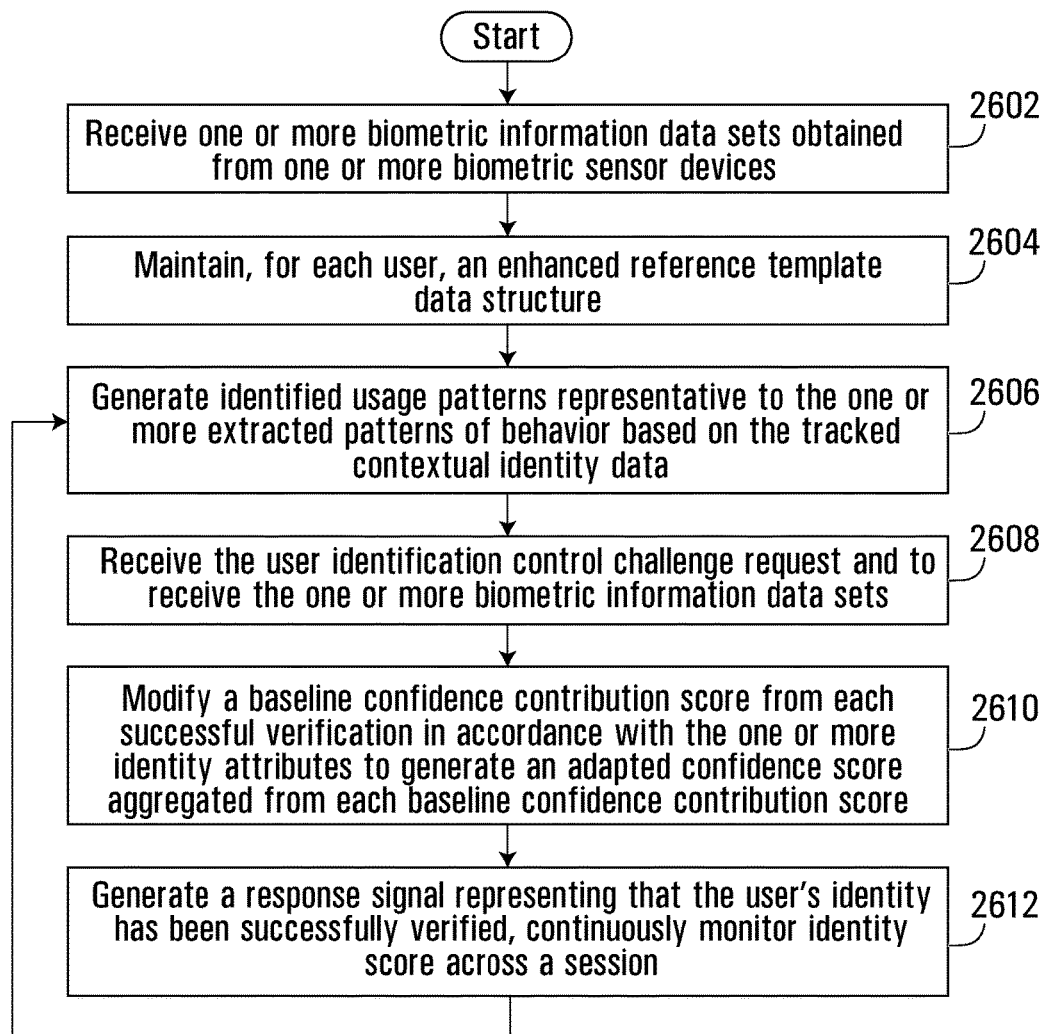 Start
Receive one or more biometric information data sets obtained
from one or more biometric sensor devices
2602
Maintain, for each user, an enhanced reference template
data structure
2604
Generate identified usage patterns representative to the one or
more extracted patterns of behavior based on the tracked
contextual identity data
2606
Receive the user identification control challenge request and to
receive the one or more biometric information data sets
2608
Modify a baseline confidence contribution score from each
successful verification in accordance with the one or more
identity attributes to generate an adapted confidence score
aggregated from each baseline confidence contribution score
2610
Generate a response signal representing that the user's identity
has been successfully verified, continuously monitor identity
score across a session
2612